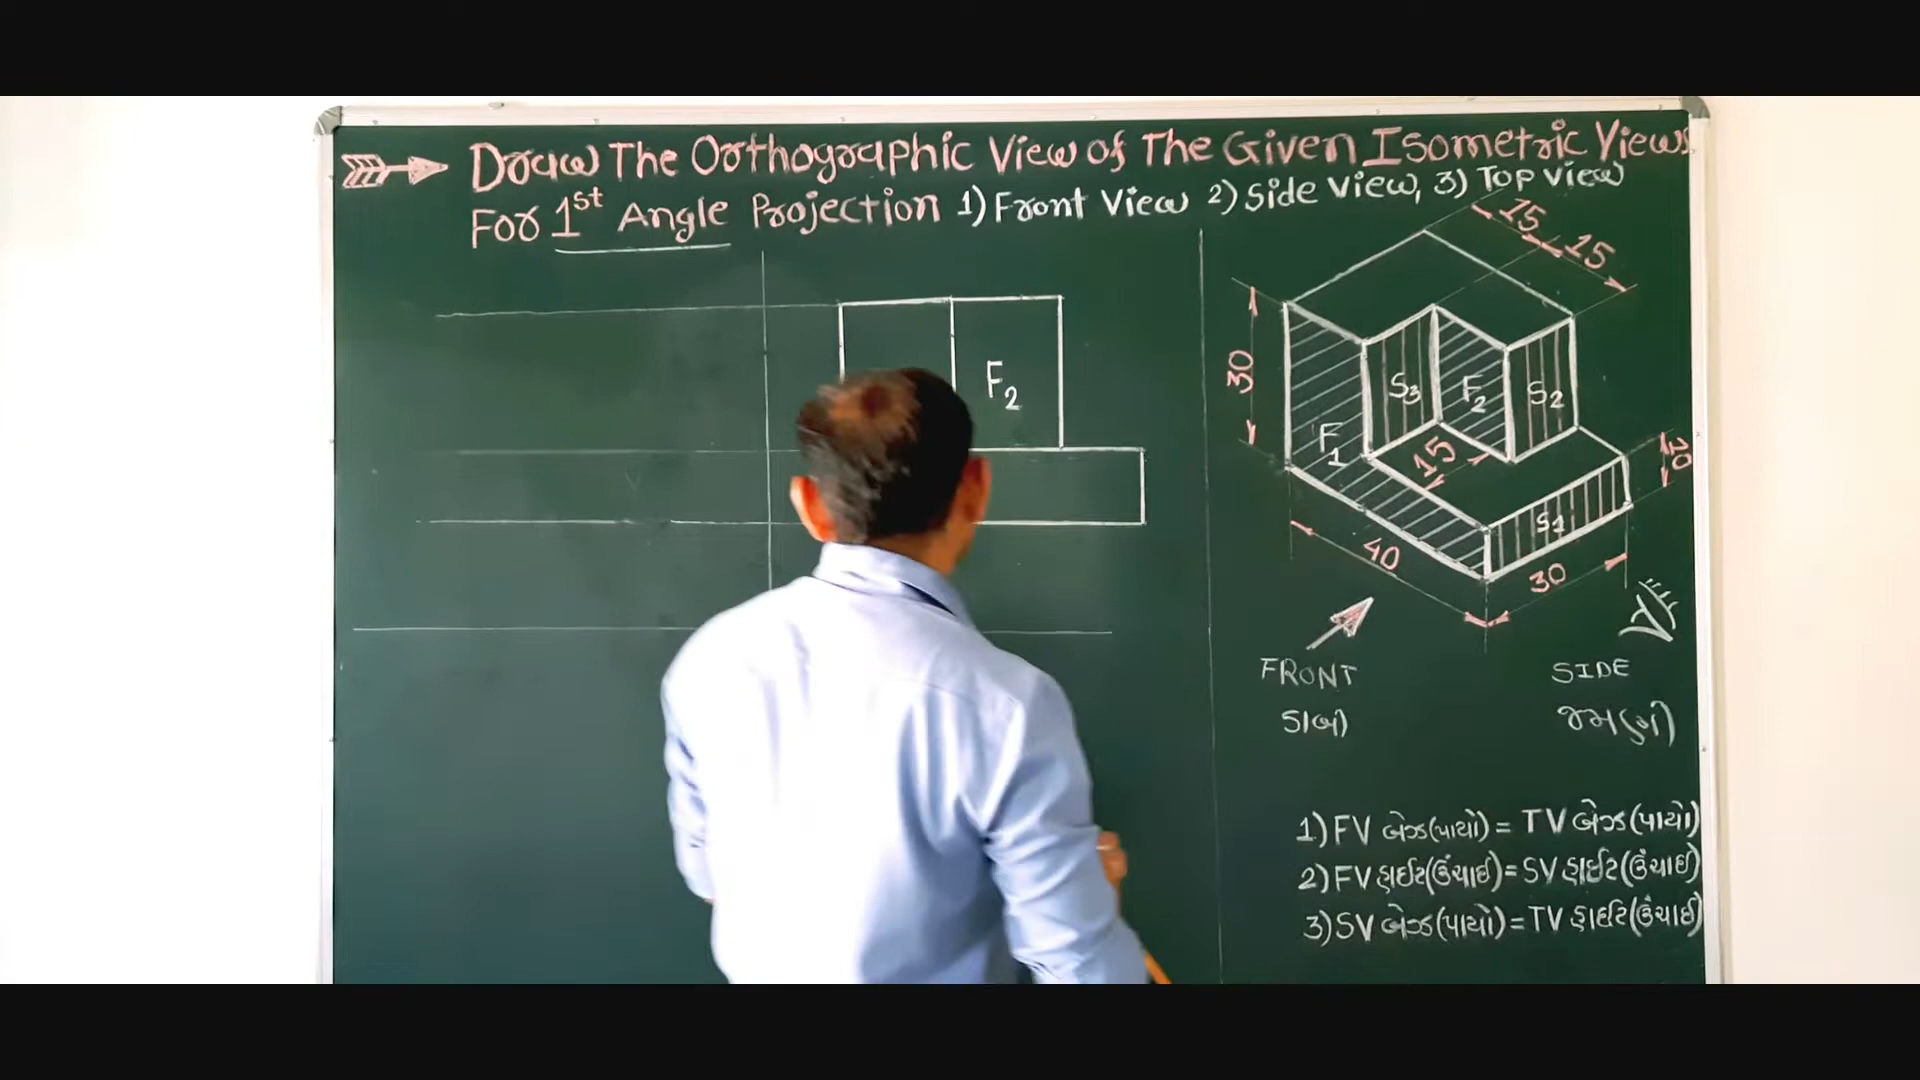 Draw The Orthographic View of The Given Isometric Views
For 1st Angle Projection 1) Front View 2) Side View, 3) Top View
15
15
30
S3
F2
S2
F1
15
F2
S1
40
30
FRONT
SIDE
ડાબી
1) FV બેઝ(પાયો) = TV બેઝ(પાયો)
2) FV હાઈટ(ઉંચાઈ) = SV હાઈટ(ઉંચાઈ)
3) SV બેઝ(પાયો) = TV હાઈટ(ઉંચાઈ)